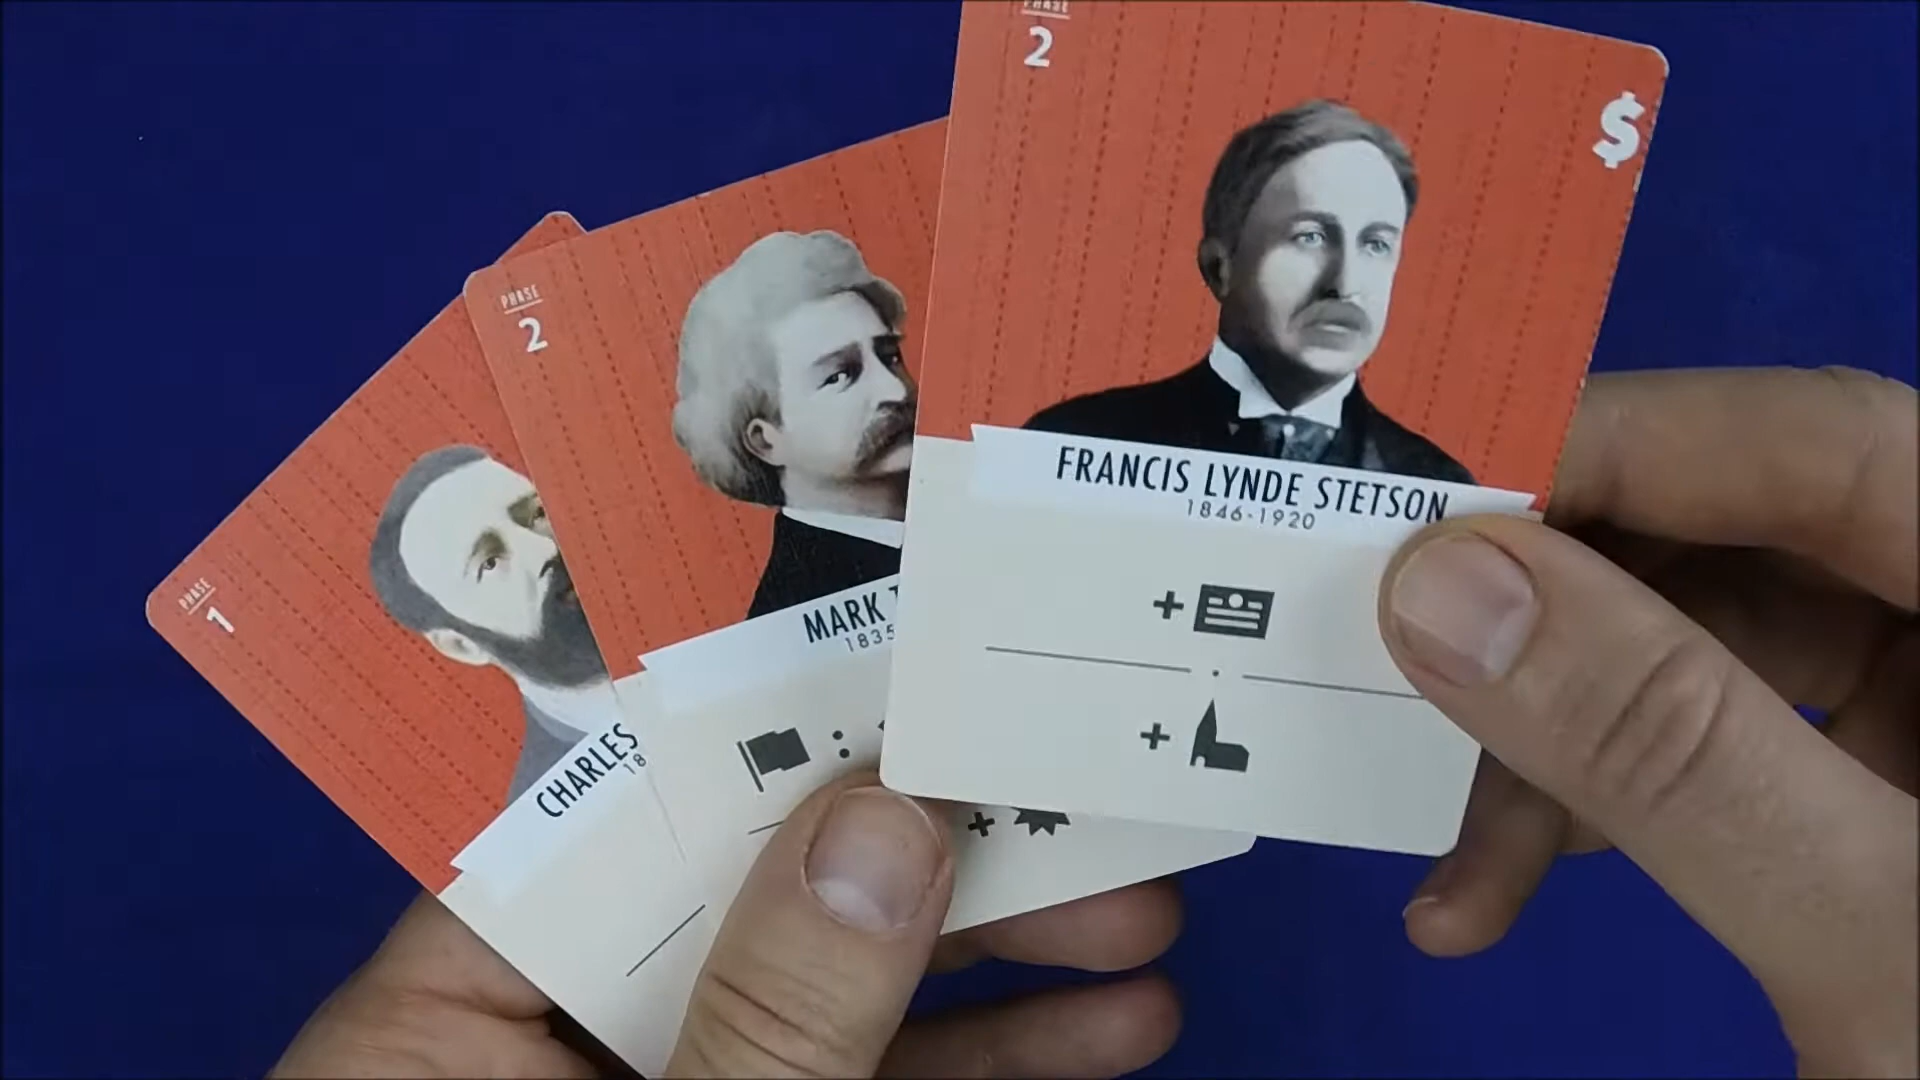 PHASE
1
CHARLES
18
PHASE
2
MARK
1835
:
+
PHASE
2
$
FRANCIS LYNDE STETSON
1846-1920
+
+